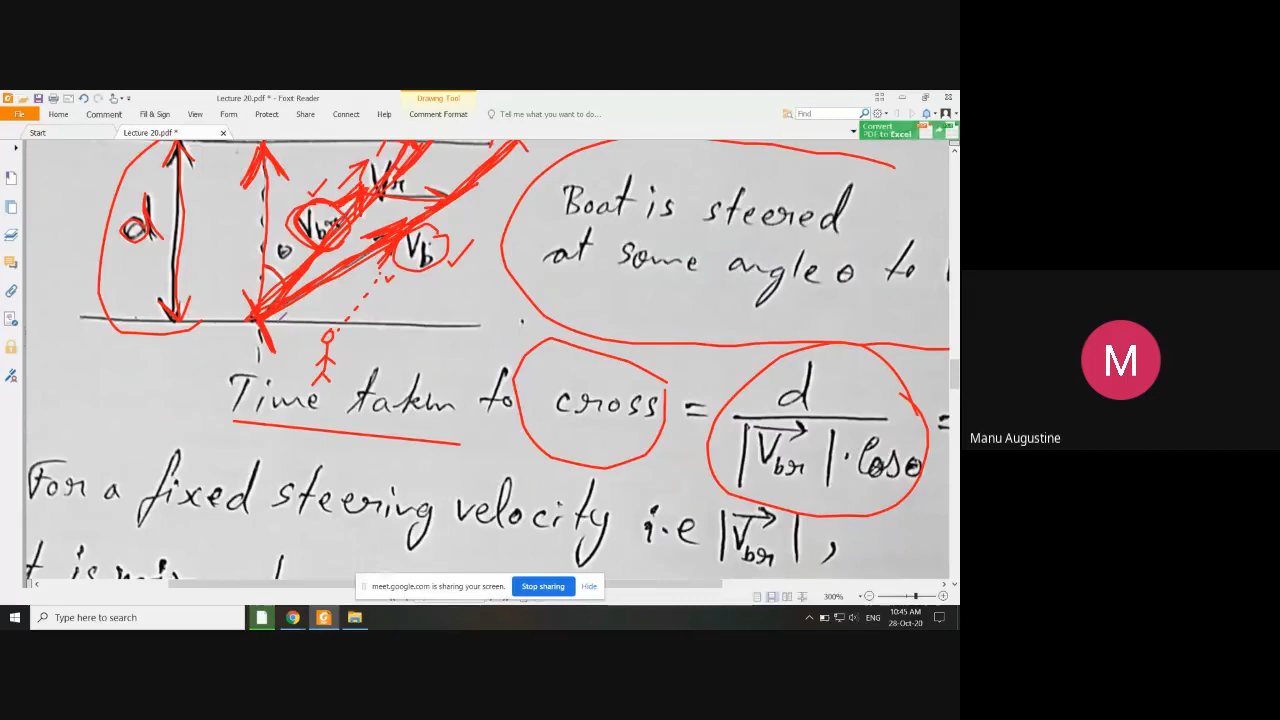 Lecture 20.pdf * - Foxit Reader
Drawing Tool
File Home Comment Fill & Sign View Form Protect Share Connect Help Comment Format Tell me what you want to do... Find
Start Lecture 20.pdf *
Convert
PDF to Excel
d
θ
Vbr
Vr
Vb
Boat is steered
at some angle θ to
Time taken to cross = d / |Vbr| . Cosθ =
For a fixed steering velocity i.e |Vbr| ,
meet.google.com is sharing your screen. Stop sharing Hide
300%
Type here to search
ENG
10:45 AM
28-Oct-20
M
Manu Augustine